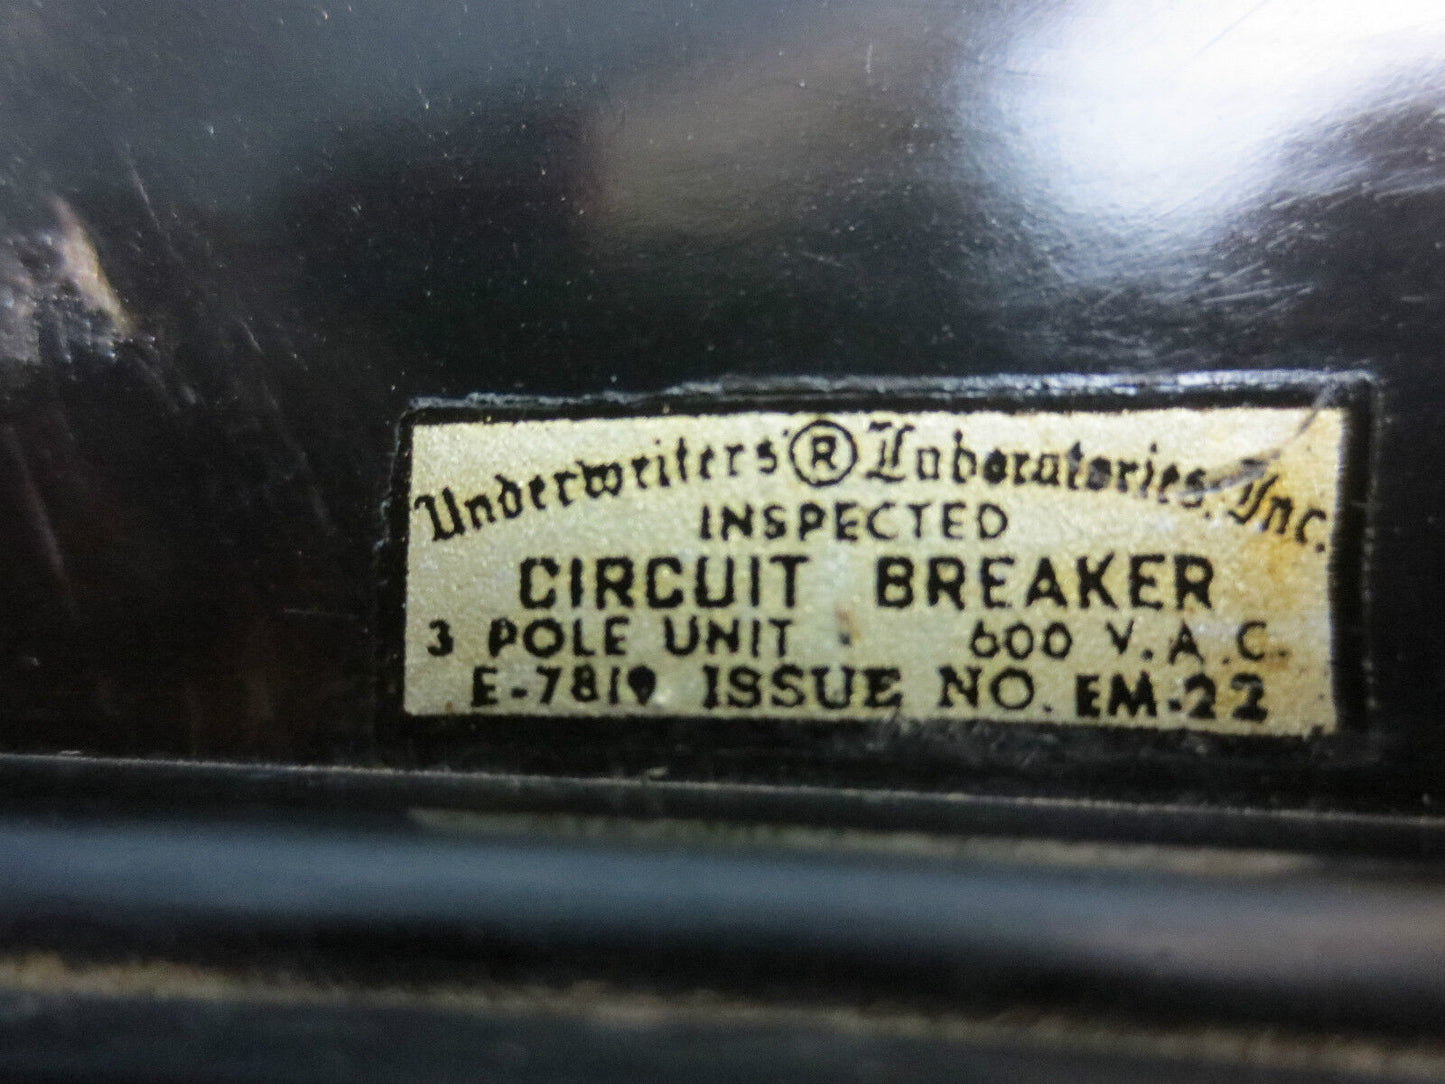 Underwriters' ® Laboratories, Inc.
INSPECTED
CIRCUIT BREAKER
3 POLE UNIT 600 V.A.C.
E-7819 ISSUE NO. EM-22